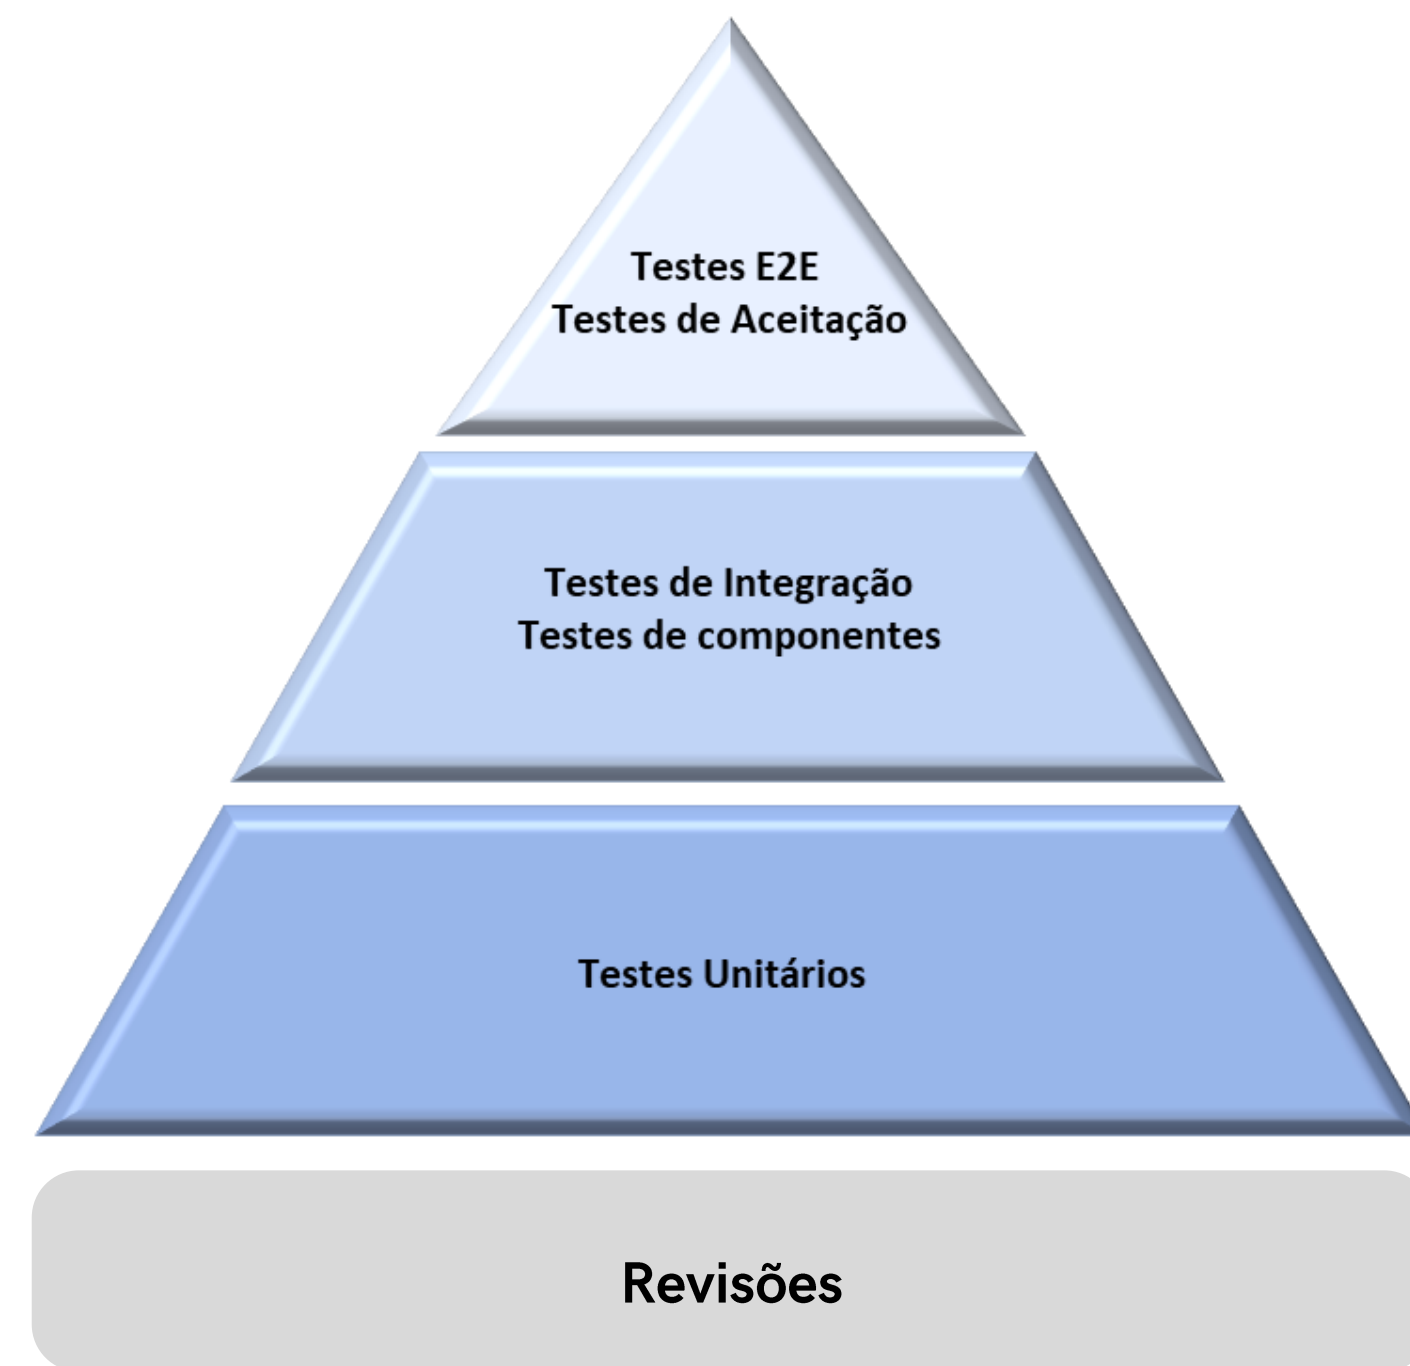 Testes E2E
Testes de Aceitação
Testes de Integração
Testes de componentes
Testes Unitários
Revisões